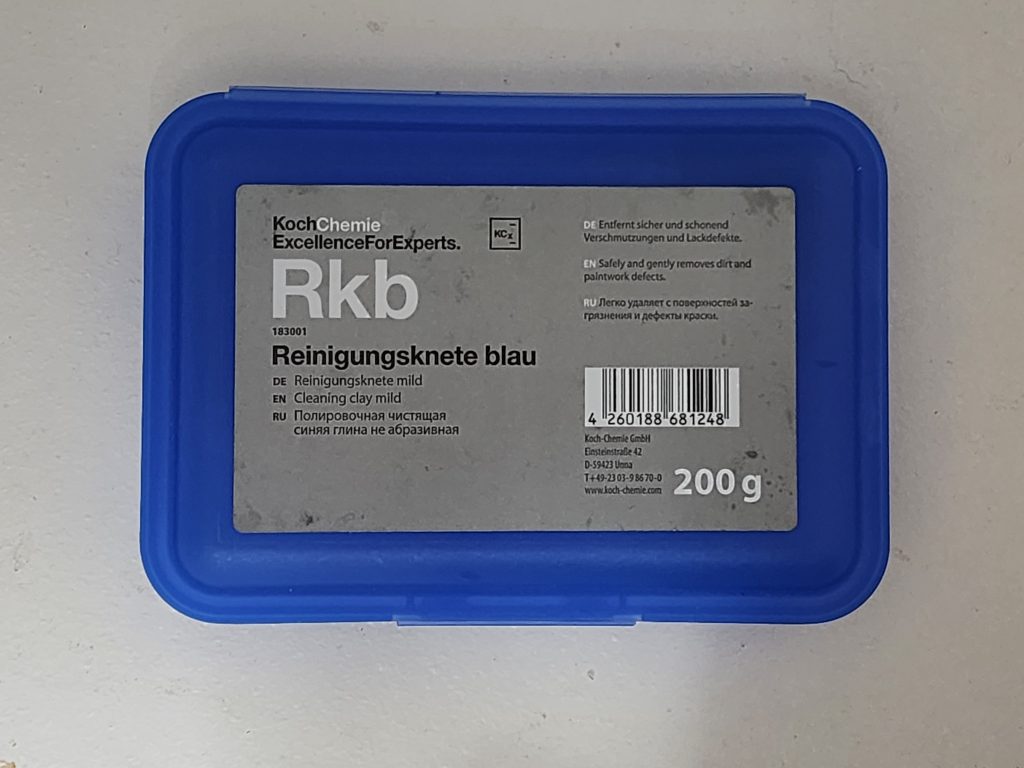 KochChemie
ExcellenceForExperts.
KCx
Rkb
183001
Reinigungsknete blau
DE Reinigungsknete mild
EN Cleaning clay mild
RU Полировочная чистящая
синяя глина не абразивная
DE Entfernt sicher und schonend
Verschmutzungen und Lackdefekte.
EN Safely and gently removes dirt and
paintwork defects.
RU Легко удаляет с поверхностей за-
грязнения и дефекты краски.
4 260188 681248
Koch-Chemie GmbH
Einsteinstraße 42
D-59423 Unna
T+49-23 03-9 86 70-0
www.koch-chemie.com
200 g